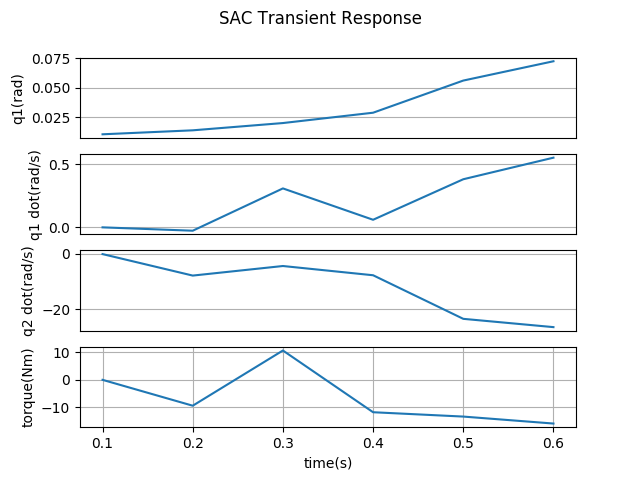 SAC Transient Response
0.075
0.050
0.025
q1(rad)
0.5
0.0
q1 dot(rad/s)
0
−20
q2 dot(rad/s)
10
0
−10
torque(Nm)
0.1 0.2 0.3 0.4 0.5 0.6
time(s)